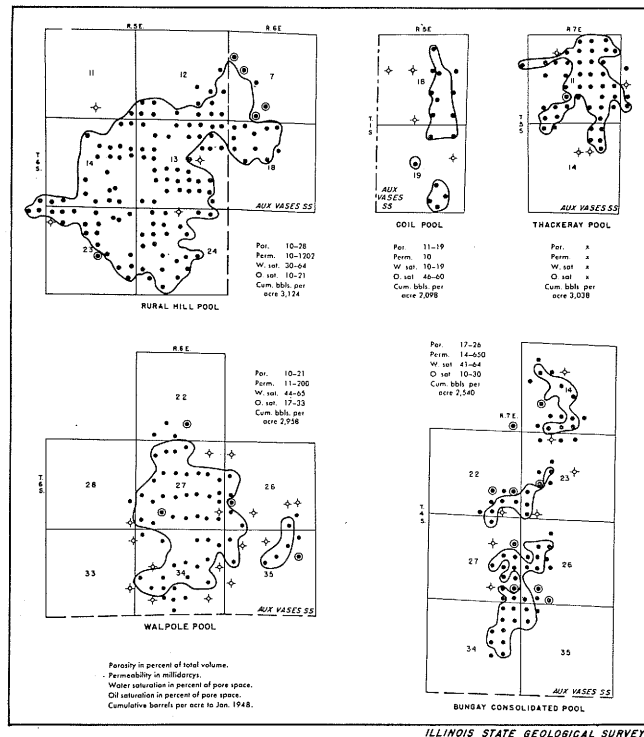 R.5E.
R 6E
11
12
7
T.6S.
14
13
18
23
24
AUX VASES SS
Por. 10-28
Perm. 10-1202
W. sat 30-64
O sat 10-21
Cum. bbls. per
acre 3,124
RURAL HILL POOL
R 5E
18
T.1S.
19
AUX
VASES
SS
Por. 11-19
Perm. 10
W sat 10-19
O. sat 46-60
Cum. bbls per
acre 2,098
COIL POOL
R 7E
11
14
AUX VASES SS
Por. x
Perm x
W sat x
O sat x
Cum. bbls per
acre 3,038
THACKERAY POOL
R.6E.
22
T.6S.
28
27
26
33
34
35
AUX VASES SS
Por. 10-21
Perm. 11-200
W. sat. 44-65
O. sat 17-33
Cum. bbls. per
acre 2,958
WALPOLE POOL
Por. 17-26
Perm. 14-650
W sat 41-64
O sat 10-30
Cum. bbls per
acre 2,540
R.7E.
14
22
23
T.4S.
27
26
34
35
AUX VASES SS
BUNGAY CONSOLIDATED POOL
Porosity in percent of total volume.
Permeability in millidarcys.
Water saturation in percent of pore space.
Oil saturation in percent of pore space.
Cumulative barrels per acre to Jan. 1948.
ILLINOIS STATE GEOLOGICAL SURVEY